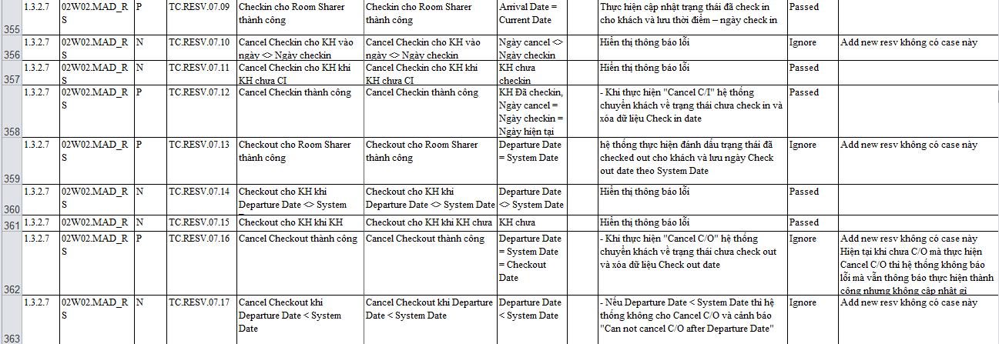 355 1.3.2.7 02W02.MAD_R P TC.RESV.07.09 Checkin cho Room Sharer Checkin cho Room Sharer Arrival Date = Thực hiện cập nhật trạng thái đã check in Passed
S thành công thành công Current Date cho khách và lưu thời điểm – ngày check in
356 1.3.2.7 02W02.MAD_R N TC.RESV.07.10 Cancel Checkin cho KH vào Cancel Checkin cho KH vào Ngày cancel <> Hiển thị thông báo lỗi Ignore Add new resv không có case này
S ngày <> Ngày checkin ngày <> Ngày checkin Ngày checkin
357 1.3.2.7 02W02.MAD_R N TC.RESV.07.11 Cancel Checkin cho KH khi Cancel Checkin cho KH khi KH chưa Hiển thị thông báo lỗi Passed
S KH chưa CI KH chưa CI checkin
358 1.3.2.7 02W02.MAD_R P TC.RESV.07.12 Cancel Checkin thành công Cancel Checkin thành công KH Đã checkin, - Khi thực hiện "Cancel C/I" hệ thống Passed
S Ngày cancel = chuyển khách về trạng thái chưa check in và
Ngày checkin = xóa dữ liệu Check in date
Ngày hiện tại
359 1.3.2.7 02W02.MAD_R P TC.RESV.07.13 Checkout cho Room Sharer Checkout cho Room Sharer Departure Date hệ thống thực hiện đánh dấu trạng thái đã Ignore Add new resv không có case này
S thành công thành công = System Date checked out cho khách và lưu ngày Check
out date theo System Date
360 1.3.2.7 02W02.MAD_R N TC.RESV.07.14 Checkout cho KH khi Checkout cho KH khi Departure Date Hiển thị thông báo lỗi Passed
S Departure Date <> System Departure Date <> System Date <> System Date
361 1.3.2.7 02W02.MAD_R N TC.RESV.07.15 Checkout cho KH khi KH Checkout cho KH khi KH chưa KH chưa Hiển thị thông báo lỗi Passed
362 1.3.2.7 02W02.MAD_R P TC.RESV.07.16 Cancel Checkout thành công Cancel Checkout thành công Departure Date - Khi thực hiện "Cancel C/O" hệ thống Ignore Add new resv không có case này
S = System Date chuyển khách về trạng thái chưa check out Hiện tại khi chưa C/O mà thực hiện
= Checkout và xóa dữ liệu Check out date Cancel C/O thì hệ thống không báo
Date lỗi mà vẫn thông báo thực hiện thành
công nhưng không cập nhật gì
363 1.3.2.7 02W02.MAD_R N TC.RESV.07.17 Cancel Checkout khi Cancel Checkout khi Departure Departure Date - Nếu Departure Date < System Date thì hệ Ignore Add new resv không có case này
S Departure Date < System Date < System Date < System Date thống không cho Cancel C/O và cảnh báo
Date "Can not cancel C/O after Departure Date"